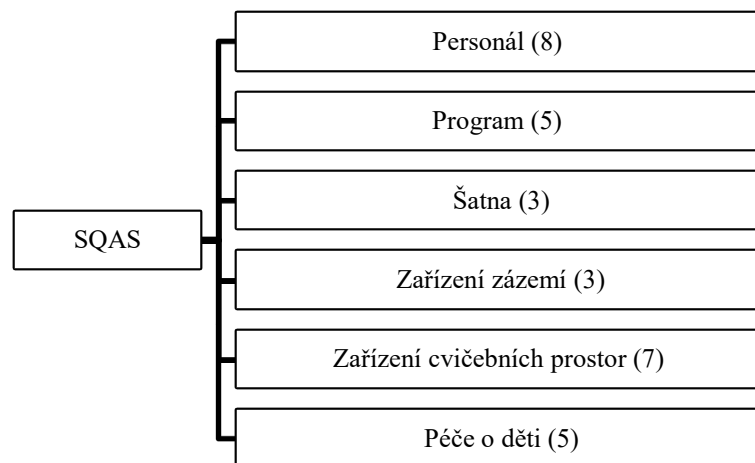 SQAS
Personál (8)
Program (5)
Šatna (3)
Zařízení zázemí (3)
Zařízení cvičebních prostor (7)
Péče o děti (5)